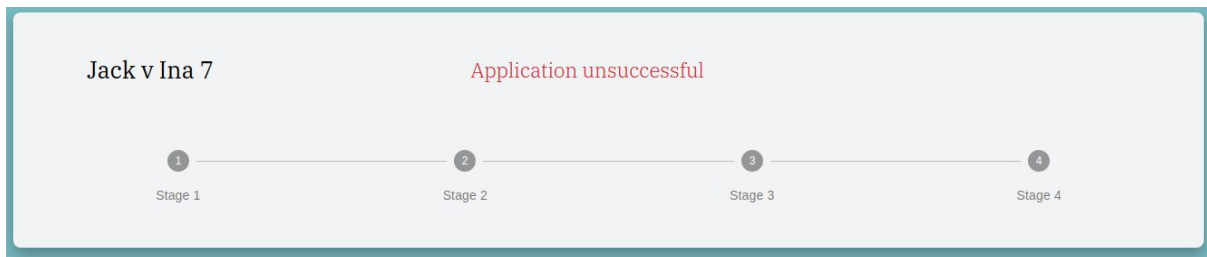 Jack v Ina 7
Application unsuccessful
1
2
3
4
Stage 1
Stage 2
Stage 3
Stage 4